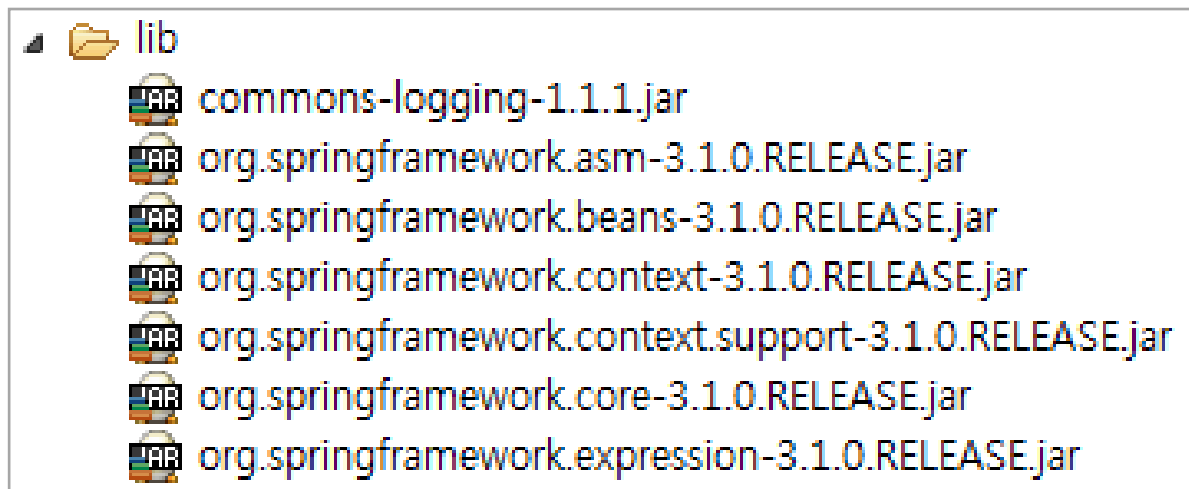 lib
commons-logging-1.1.1.jar
org.springframework.asm-3.1.0.RELEASE.jar
org.springframework.beans-3.1.0.RELEASE.jar
org.springframework.context-3.1.0.RELEASE.jar
org.springframework.context.support-3.1.0.RELEASE.jar
org.springframework.core-3.1.0.RELEASE.jar
org.springframework.expression-3.1.0.RELEASE.jar